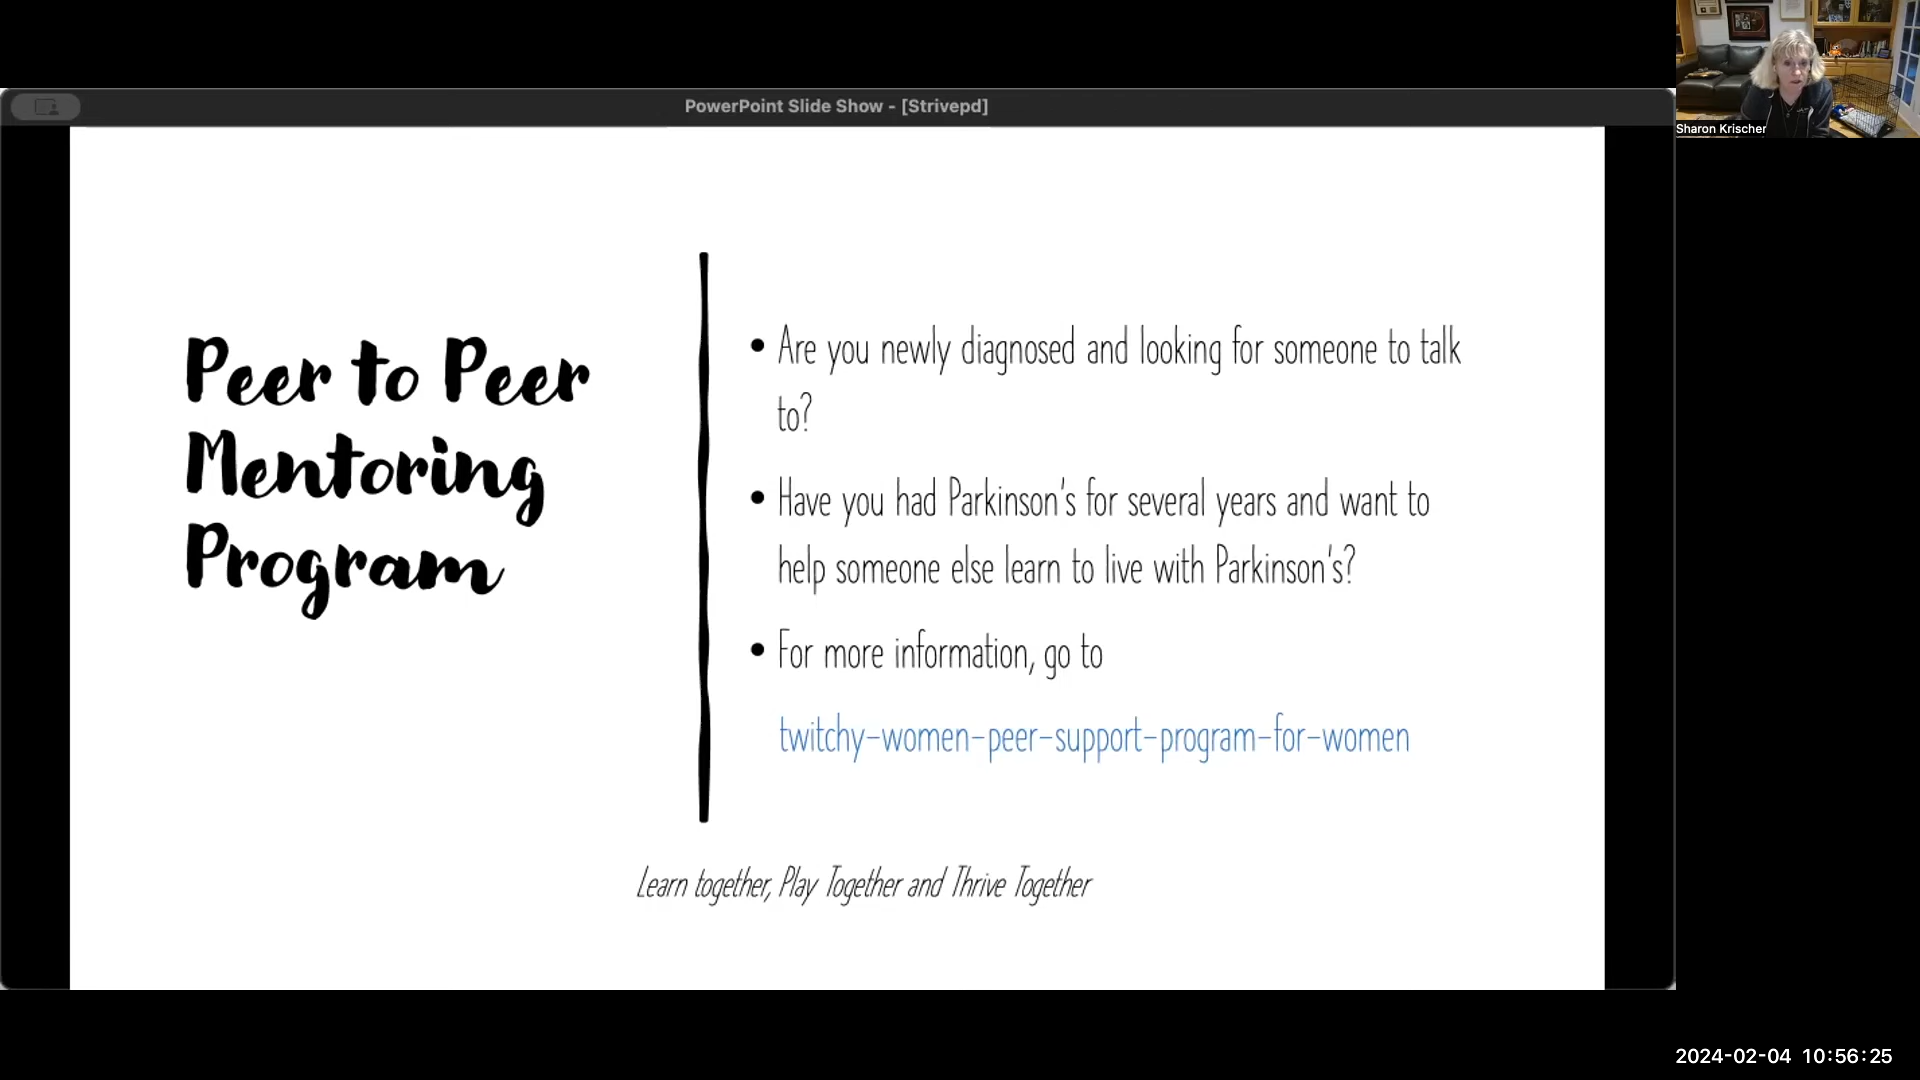 PowerPoint Slide Show - [Strivepd]
Sharon Krischer
Peer to Peer
Mentoring
Program
• Are you newly diagnosed and looking for someone to talk
to?
• Have you had Parkinson's for several years and want to
help someone else learn to live with Parkinson's?
• For more information, go to
twitchy-women-peer-support-program-for-women
Learn together, Play Together and Thrive Together
2024-02-04 10:56:25